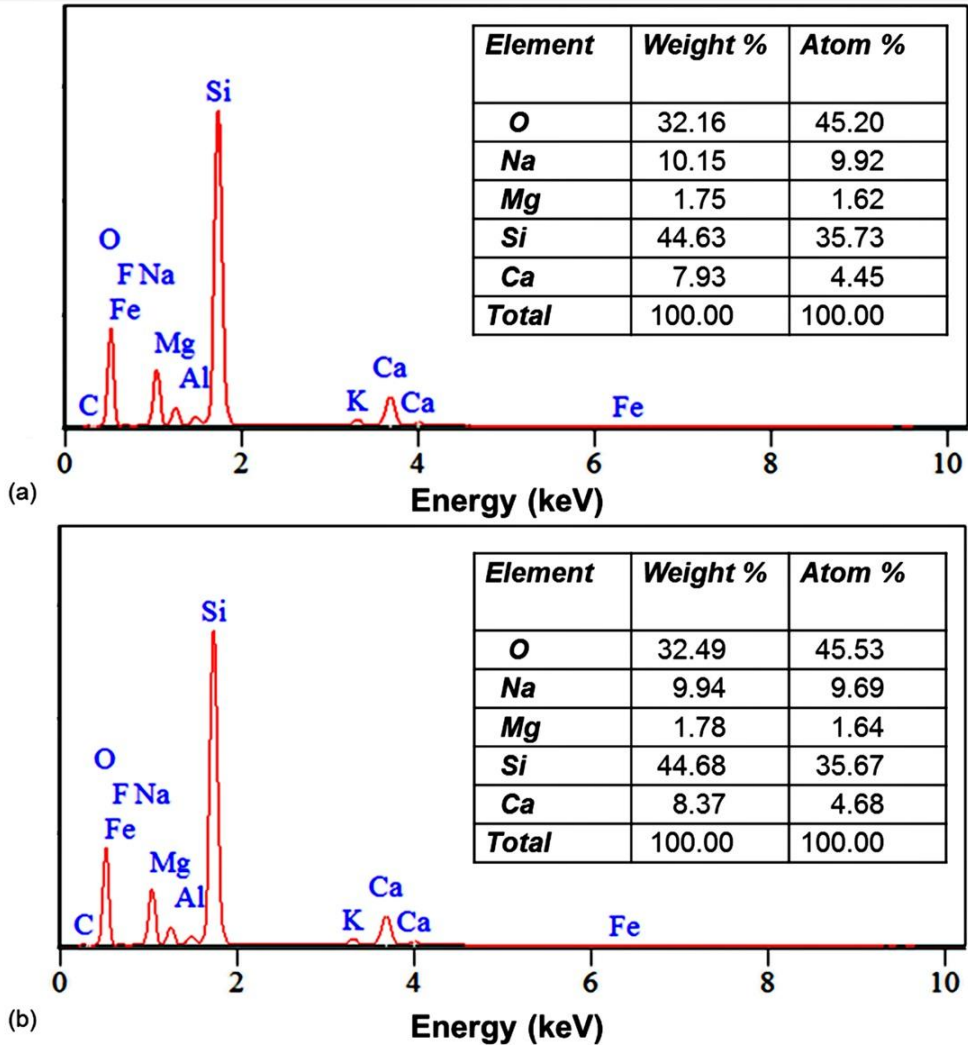 Element Weight % Atom %
Si
O 32.16 45.20
Na 10.15 9.92
Mg 1.75 1.62
O
Si 44.63 35.73
F Na
Ca 7.93 4.45
Fe
Total 100.00 100.00
Mg
Ca
Al
C K Ca Fe
0 2 4 6 8 10
(a)
Energy (keV)
Element Weight % Atom %
Si
O 32.49 45.53
Na 9.94 9.69
Mg 1.78 1.64
O
Si 44.68 35.67
F Na
Ca 8.37 4.68
Fe
Total 100.00 100.00
Mg
Ca
Al
C K Ca Fe
0 2 4 6 8 10
(b)
Energy (keV)